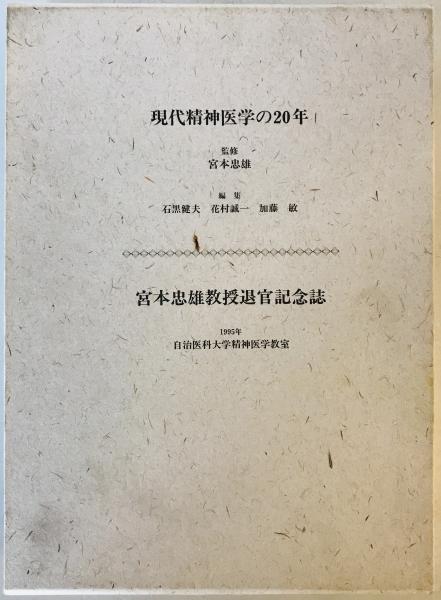 現代精神医学の20年
監修
宮本忠雄
編集
石黒健夫 花村誠一 加藤 敏
宮本忠雄教授退官記念誌
1995年
自治医科大学精神医学教室